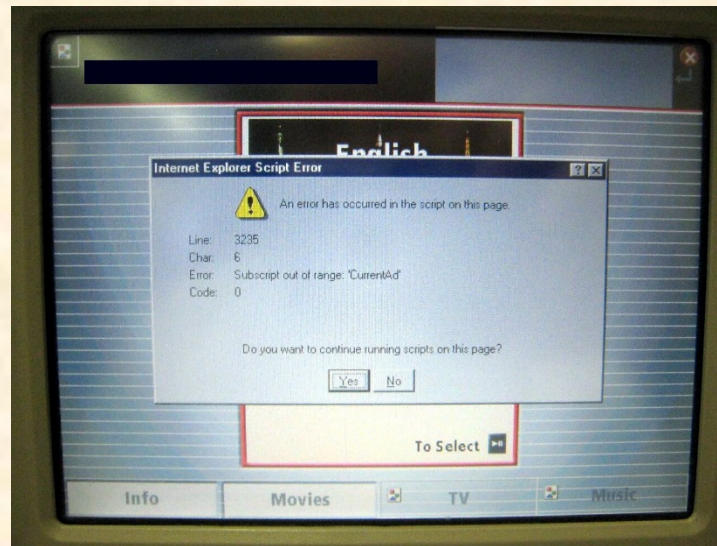 English
Internet Explorer Script Error
An error has occurred in the script on this page.
Line: 3235
Char: 6
Error: Subscript out of range: 'CurrentAd'
Code: 0
Do you want to continue running scripts on this page?
Yes No
To Select
Info Movies TV Music